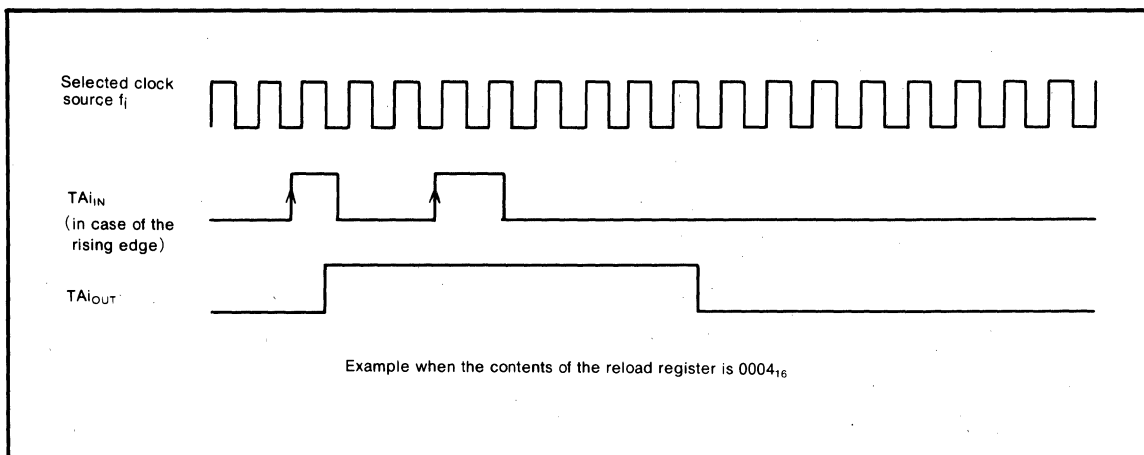 Selected clock
source fi
TAiIN
(in case of the
rising edge)
TAiOUT
Example when the contents of the reload register is 0004₁₆